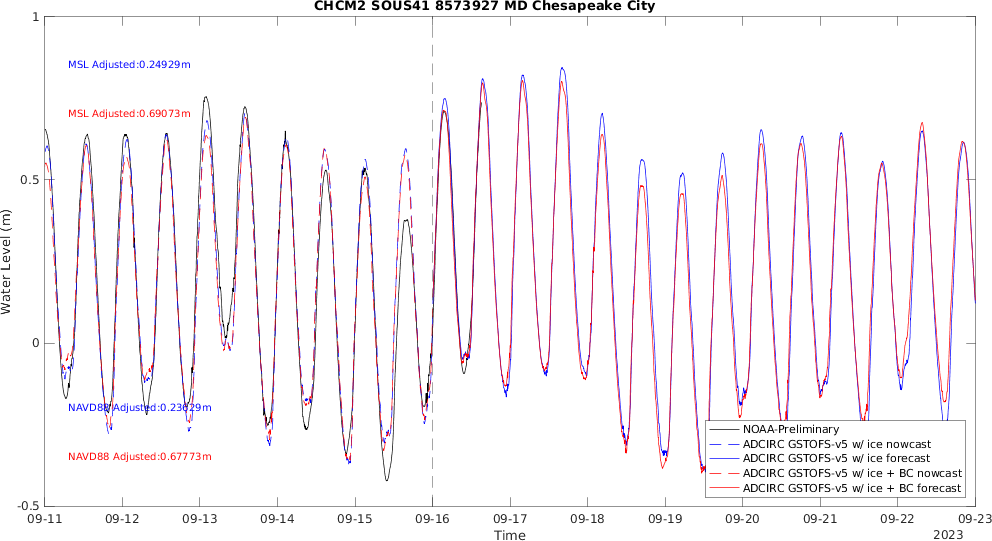 CHCM2 SOUS41 8573927 MD Chesapeake City
1
MSL Adjusted:0.24929m
MSL Adjusted:0.69073m
0.5
Water Level (m)
0
NAVD88 Adjusted:0.23629m
NAVD88 Adjusted:0.67773m
NOAA-Preliminary
ADCIRC GSTOFS-v5 w/ ice nowcast
ADCIRC GSTOFS-v5 w/ ice forecast
ADCIRC GSTOFS-v5 w/ ice + BC nowcast
ADCIRC GSTOFS-v5 w/ ice + BC forecast
-0.5
09-11 09-12 09-13 09-14 09-15 09-16 09-17 09-18 09-19 09-20 09-21 09-22 09-23
Time
2023